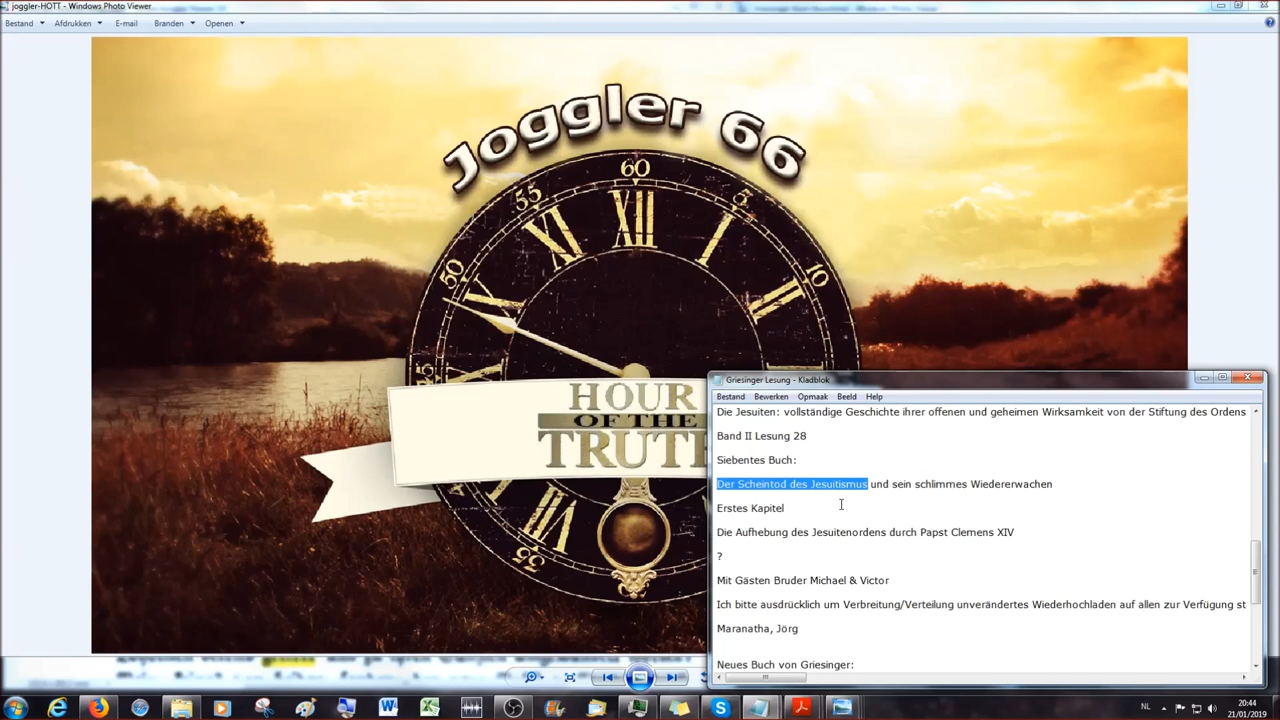 joggler-HOTT - Windows Photo Viewer
Bestand Afdrukken E-mail Branden Openen
Joggler 66
60
55 5
XII
50 10
HOUR
OF THE
TRUTH
Griesinger Lesung - Kladblok
Bestand Bewerken Opmaak Beeld Help
Die Jesuiten: vollständige Geschichte ihrer offenen und geheimen Wirksamkeit von der Stiftung des Ordens
Band II Lesung 28
Siebentes Buch:
Der Scheintod des Jesuitismus und sein schlimmes Wiedererwachen
Erstes Kapitel
Die Aufhebung des Jesuitenordens durch Papst Clemens XIV
?
Mit Gästen Bruder Michael & Victor
Ich bitte ausdrücklich um Verbreitung/Verteilung unverändertes Wiederhochladen auf allen zur Verfügung st
Maranatha, Jörg
Neues Buch von Griesinger:
NL
20:44
21/01/2019